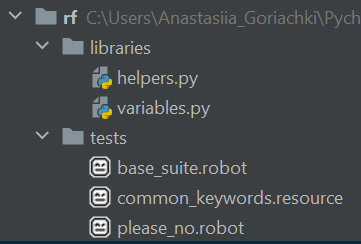 rf C:\Users\Anastasiia_Goriachki\Pych
libraries
helpers.py
variables.py
tests
base_suite.robot
common_keywords.resource
please_no.robot